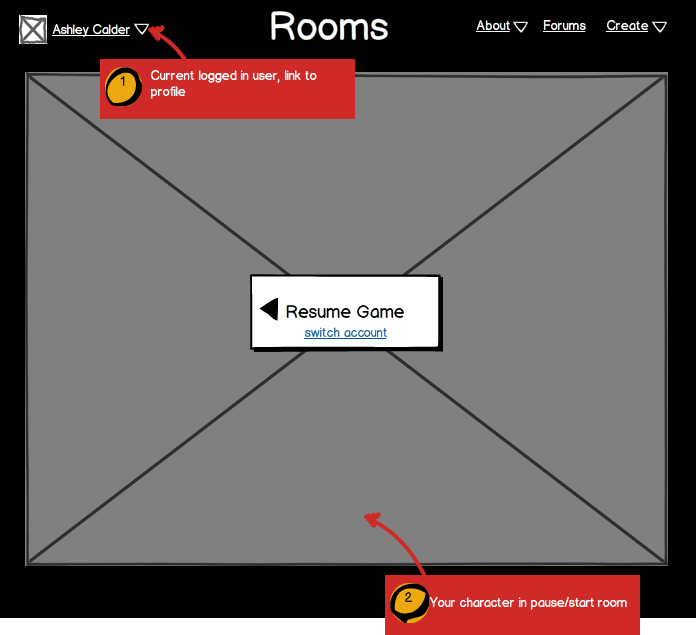 Ashley Calder
Rooms
About
Forums
Create
1
Current logged in user, link to
profile
Resume Game
switch account
2
Your character in pause/start room